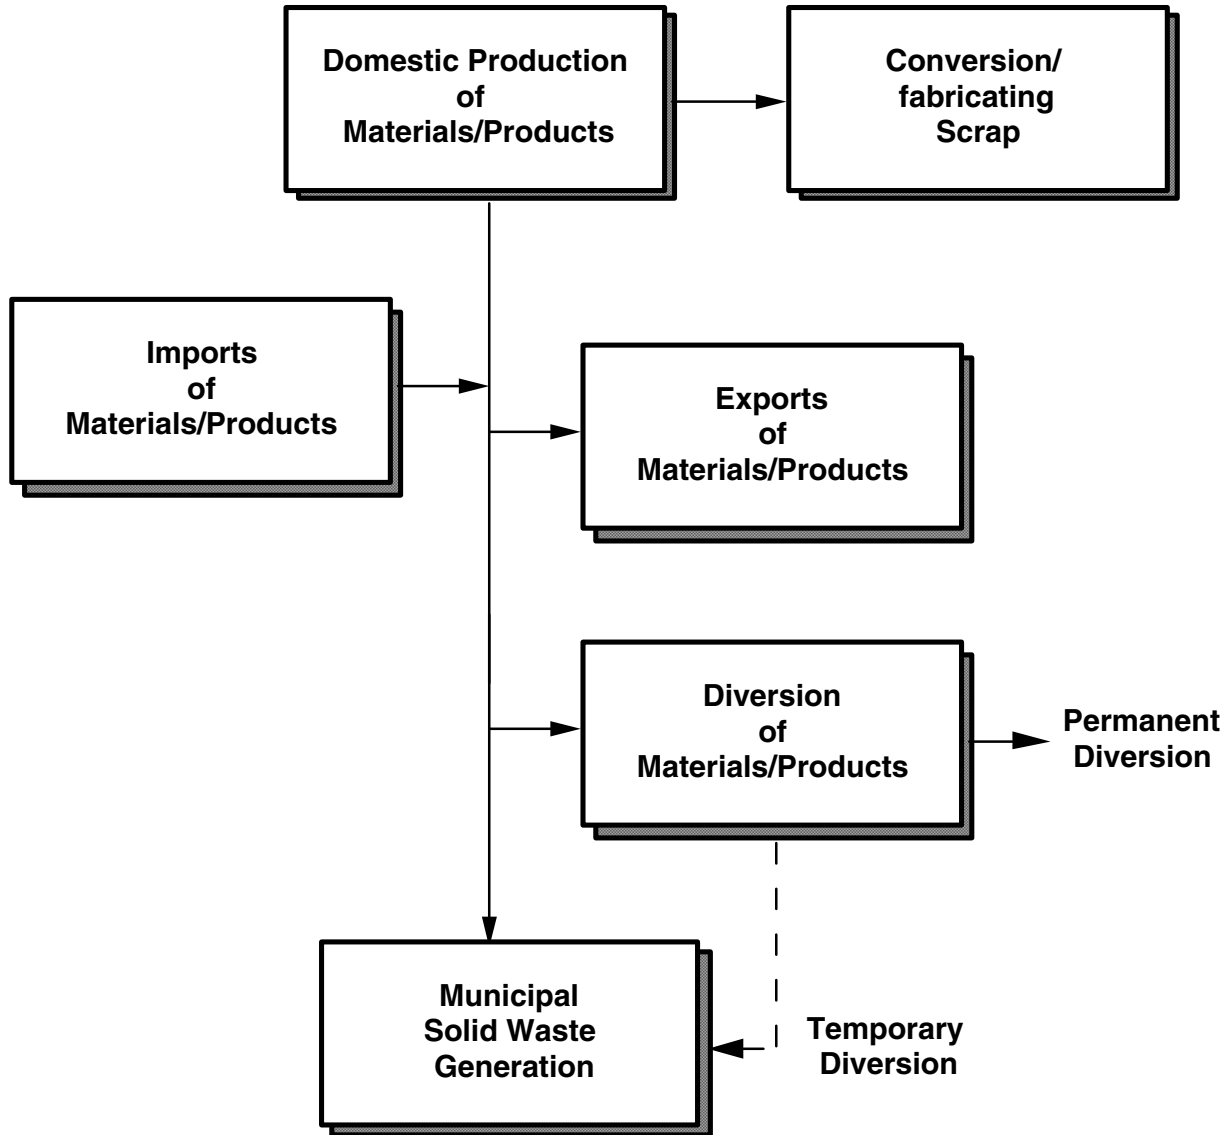 Domestic Production
of
Materials/Products
Conversion/
fabricating
Scrap
Imports
of
Materials/Products
Exports
of
Materials/Products
Diversion
of
Materials/Products
Permanent
Diversion
Municipal
Solid Waste
Generation
Temporary
Diversion